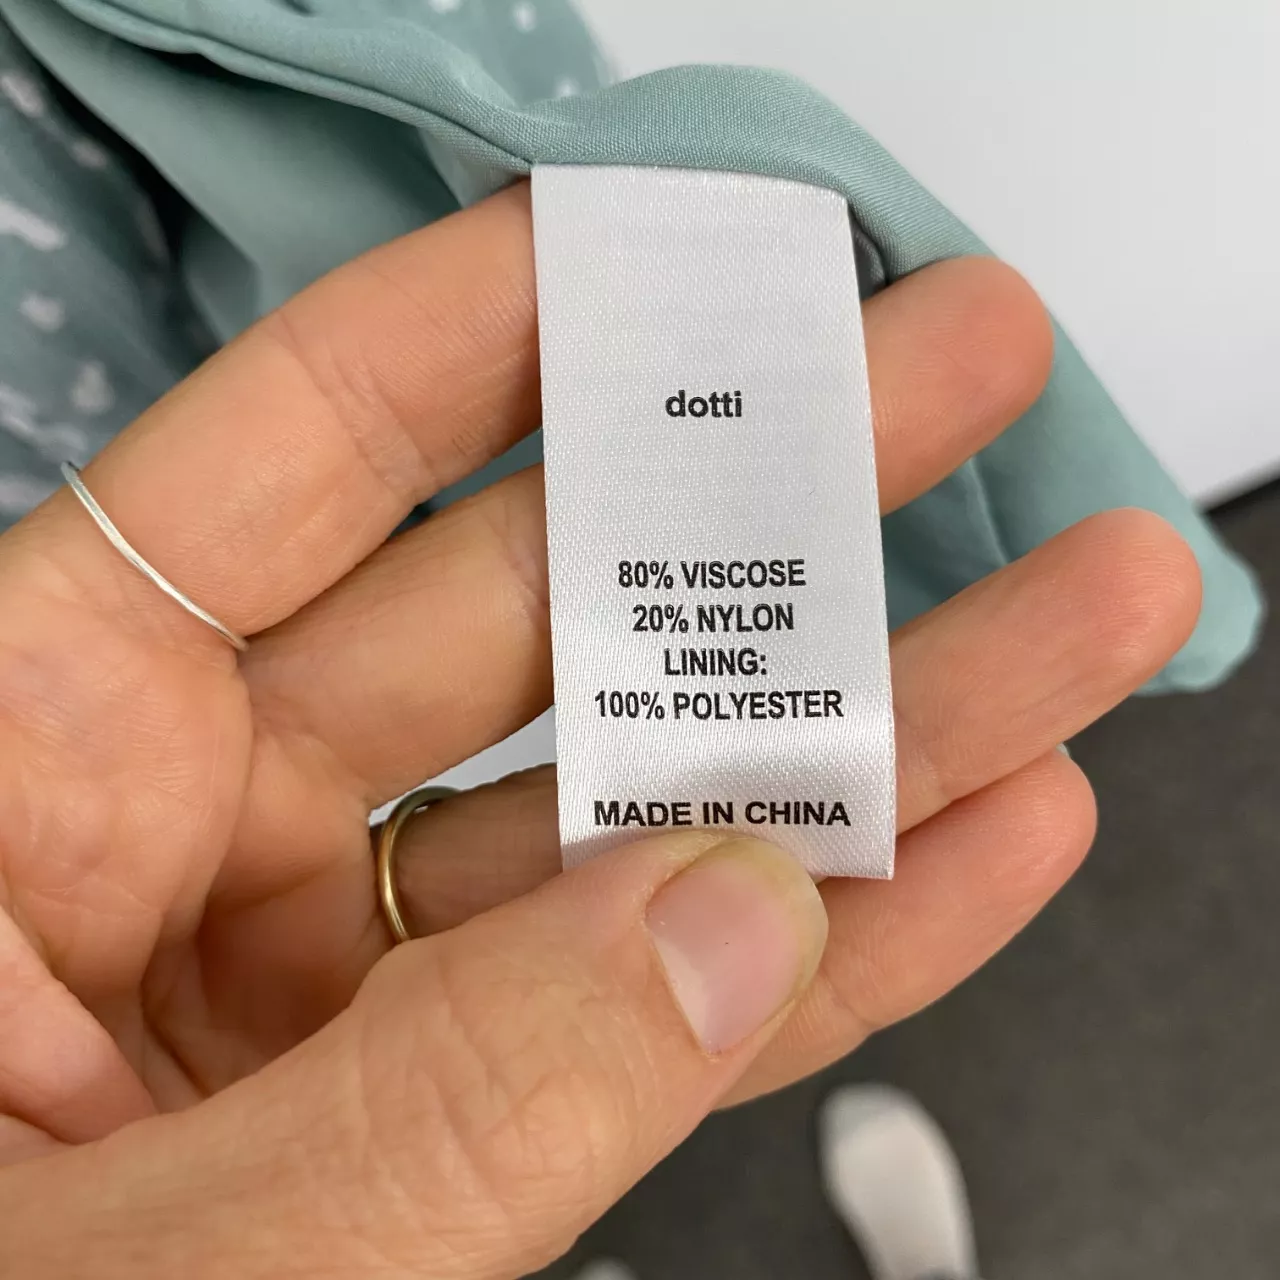 dotti
80% VISCOSE
20% NYLON
LINING:
100% POLYESTER
MADE IN CHINA